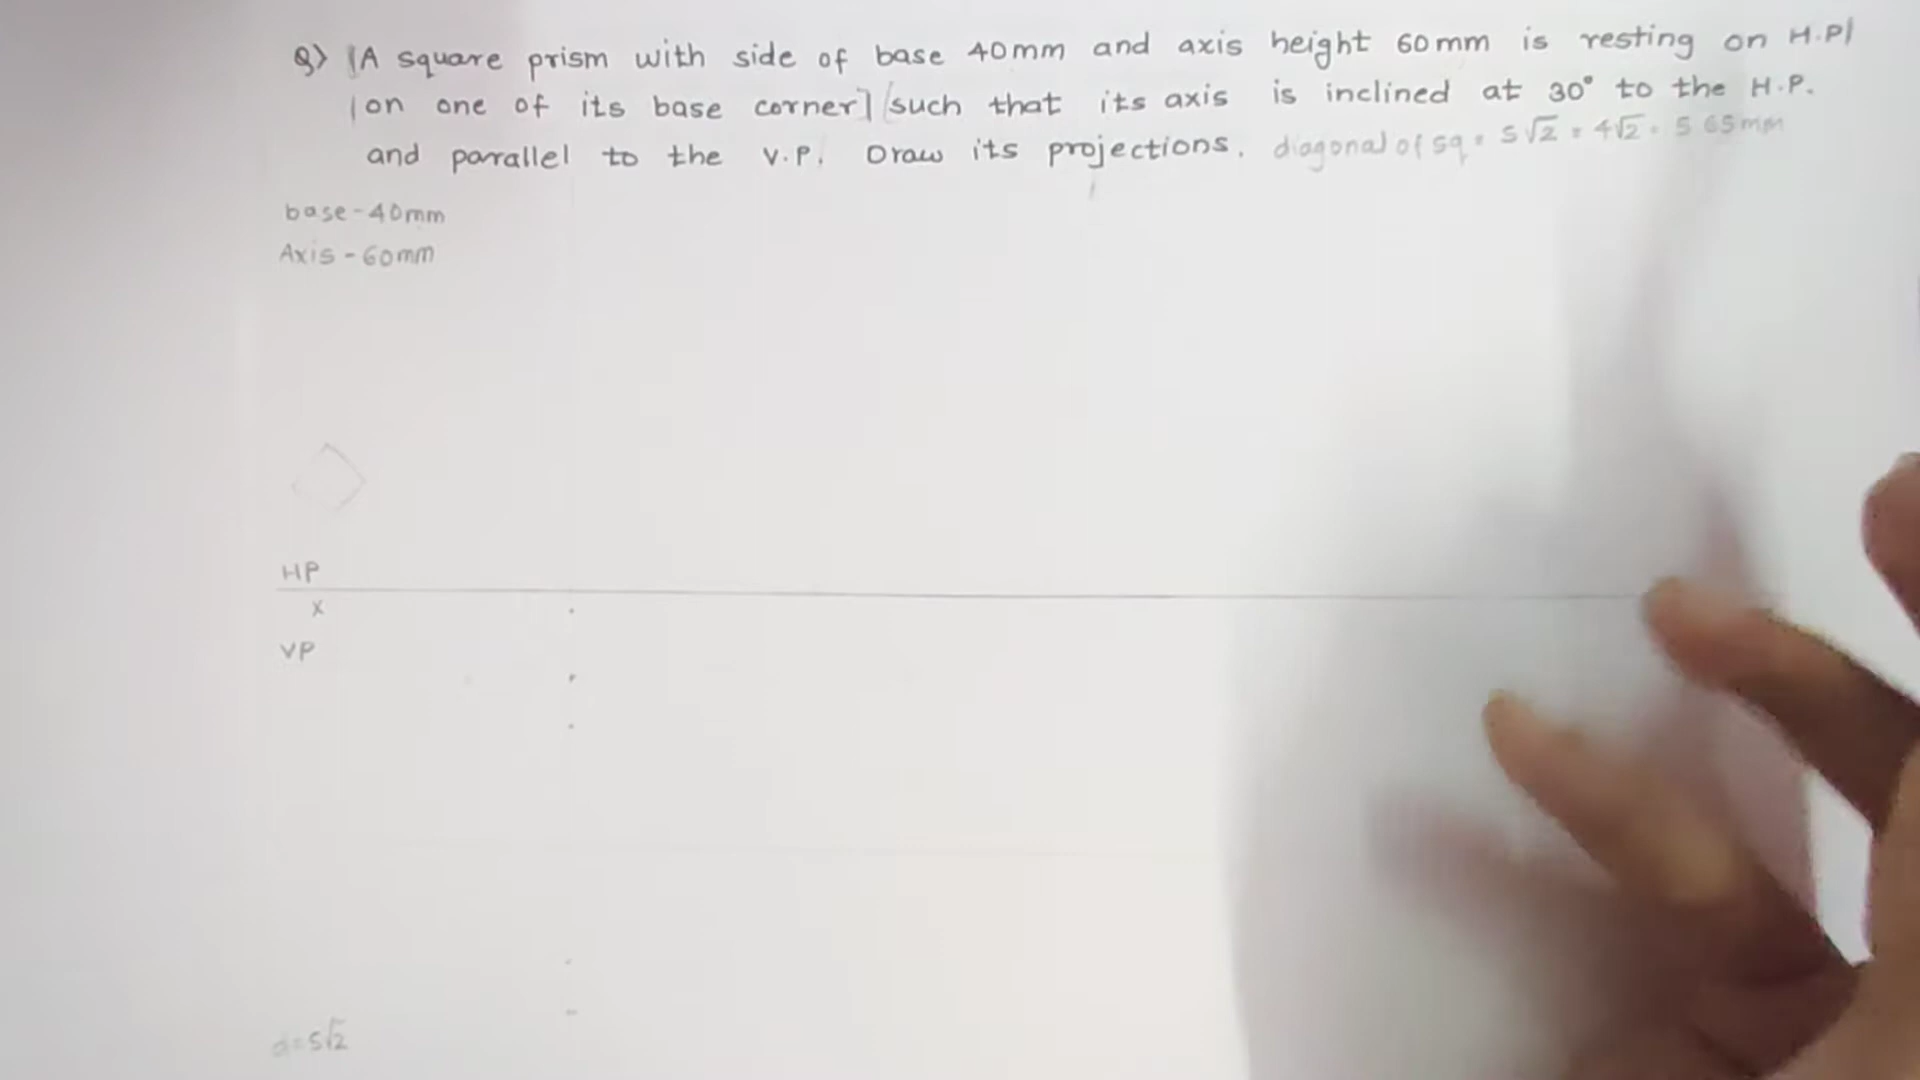 Q) [A square prism with side of base 40mm and axis height 60mm is resting on H.P/
/on one of its base corner] [such that its axis is inclined at 30° to the H.P.
and parallel to the V.P. Draw its projections. diagonal of sq = s√2 = 4√2 = 5.65mm
base-40mm
Axis-60mm
HP
X
VP
d=s√2